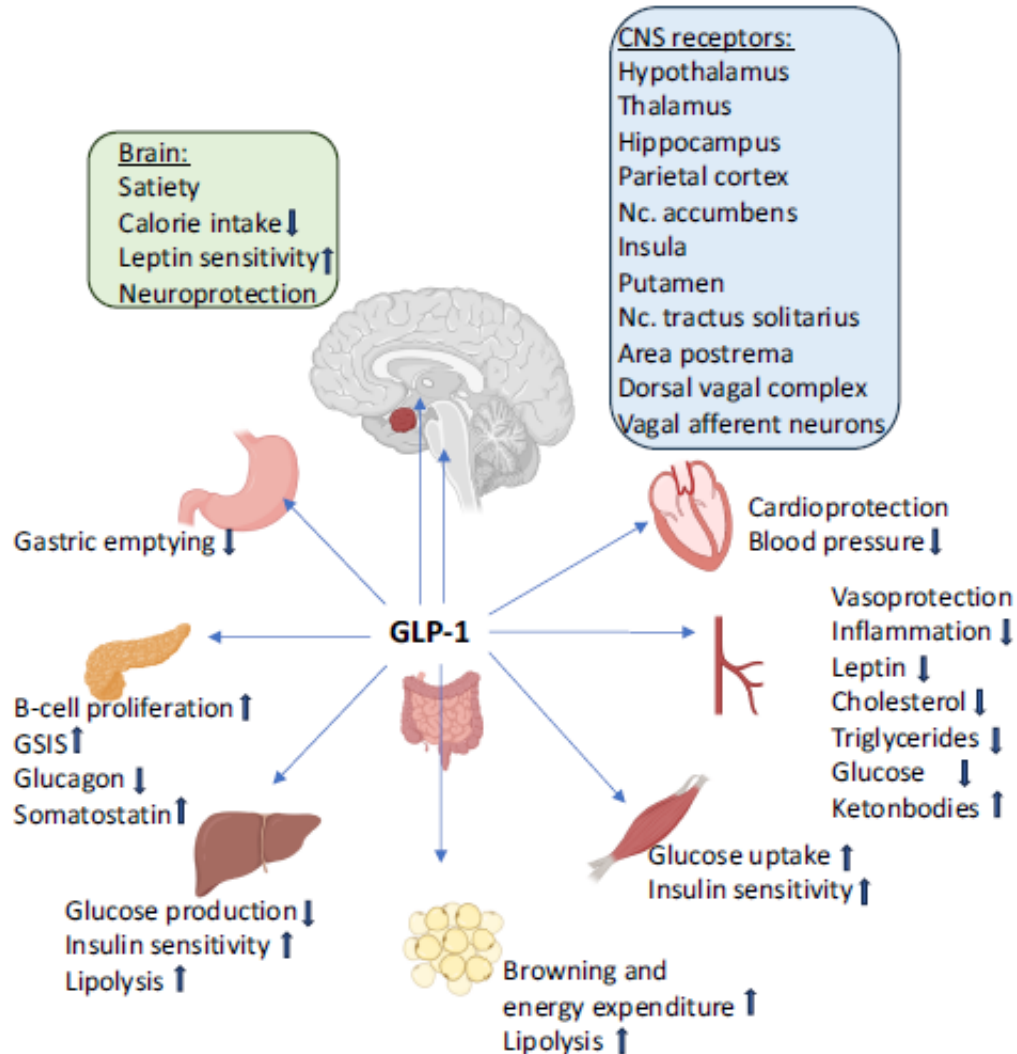 CNS receptors:
Hypothalamus
Thalamus
Hippocampus
Parietal cortex
Nc. accumbens
Insula
Putamen
Nc. tractus solitarius
Area postrema
Dorsal vagal complex
Vagal afferent neurons
Brain:
Satiety
Calorie intake ↓
Leptin sensitivity ↑
Neuroprotection
Gastric emptying ↓
Cardioprotection
Blood pressure ↓
GLP-1
Vasoprotection
Inflammation ↓
Leptin ↓
Cholesterol ↓
Triglycerides ↓
Glucose ↓
Ketonbodies ↑
B-cell proliferation ↑
GSIS ↑
Glucagon ↓
Somatostatin ↑
Glucose uptake ↑
Insulin sensitivity ↑
Glucose production ↓
Insulin sensitivity ↑
Lipolysis ↑
Browning and
energy expenditure ↑
Lipolysis ↑